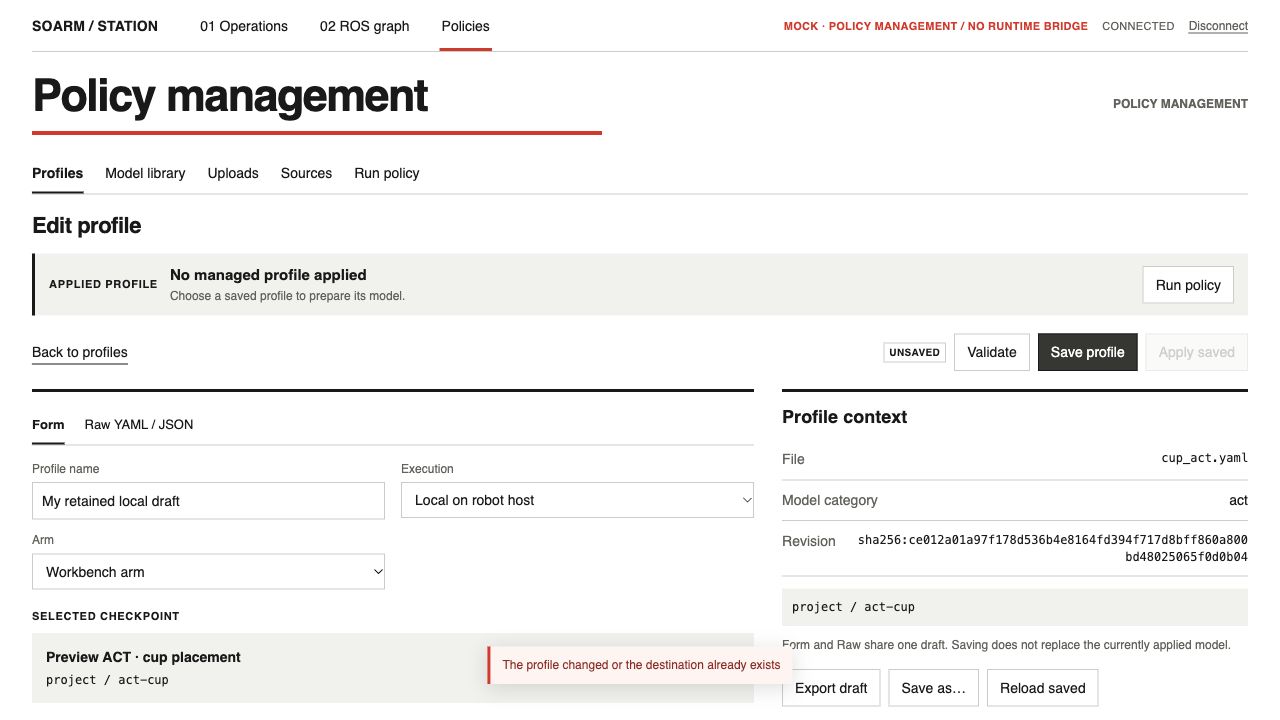 SOARM / STATION
01 Operations
02 ROS graph
Policies
MOCK · POLICY MANAGEMENT / NO RUNTIME BRIDGE
CONNECTED
Disconnect
Policy management
POLICY MANAGEMENT
Profiles
Model library
Uploads
Sources
Run policy
Edit profile
APPLIED PROFILE
No managed profile applied
Choose a saved profile to prepare its model.
Run policy
Back to profiles
UNSAVED
Validate
Save profile
Apply saved
Form
Raw YAML / JSON
Profile name
My retained local draft
Execution
Local on robot host
Arm
Workbench arm
SELECTED CHECKPOINT
Preview ACT · cup placement
project / act-cup
Profile context
File
cup_act.yaml
Model category
act
Revision
sha256:ce012a01a97f178d536b4e8164fd394f717d8bff860a800
bd48025065f0d0b04
project / act-cup
Form and Raw share one draft. Saving does not replace the currently applied model.
Export draft
Save as…
Reload saved
The profile changed or the destination already exists